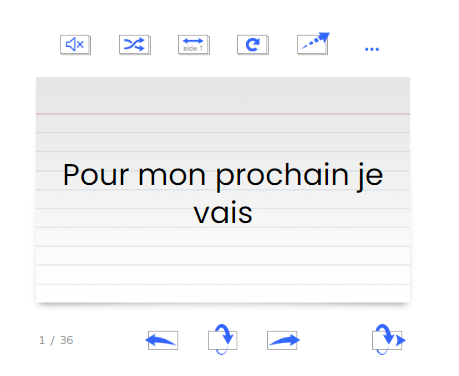 side 1
...
Pour mon prochain je
vais
1 / 36